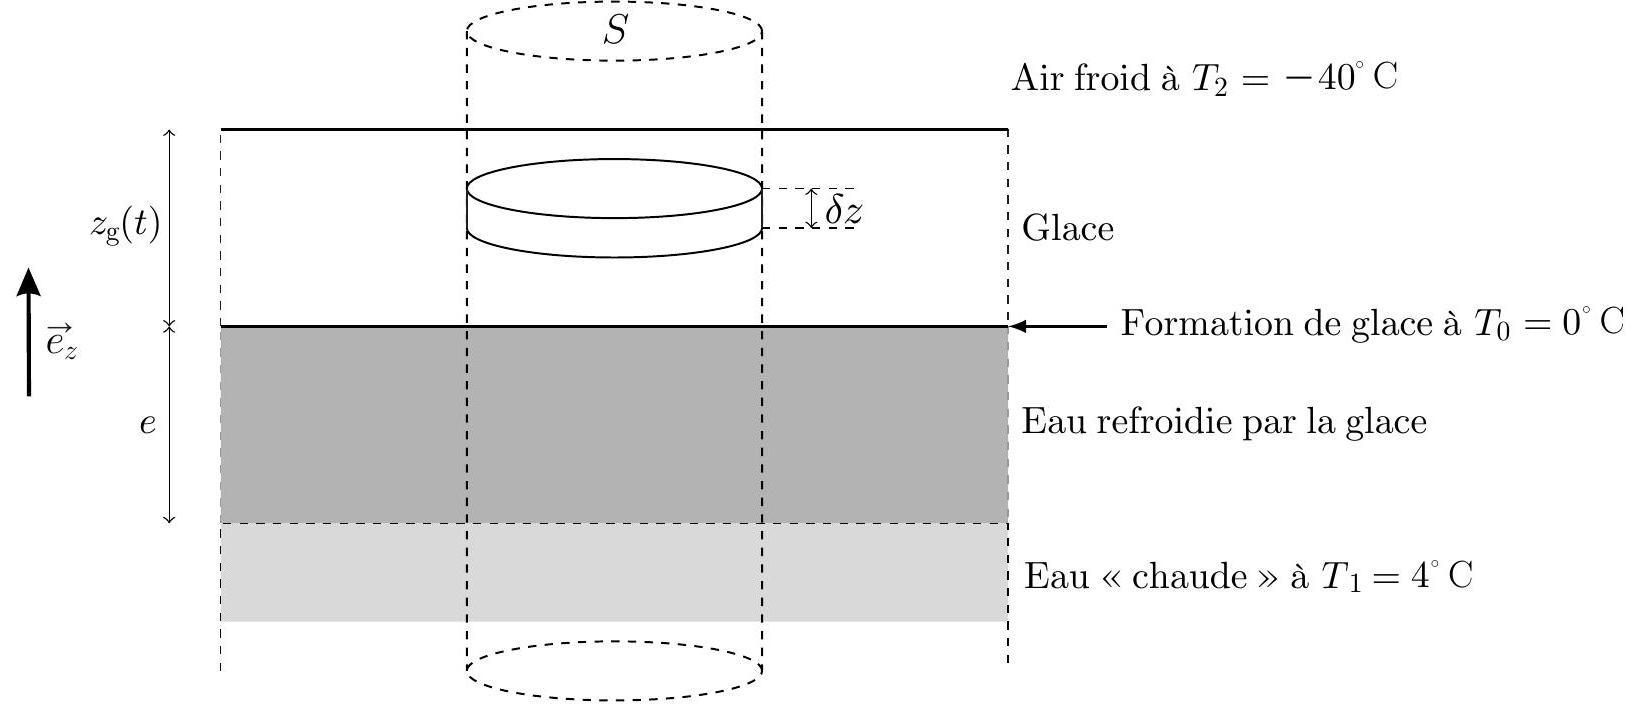 S
Air froid à T₂ = −40° C
z_g(t)
δz
Glace
e⃗_z
Formation de glace à T₀ = 0° C
e
Eau refroidie par la glace
Eau « chaude » à T₁ = 4° C